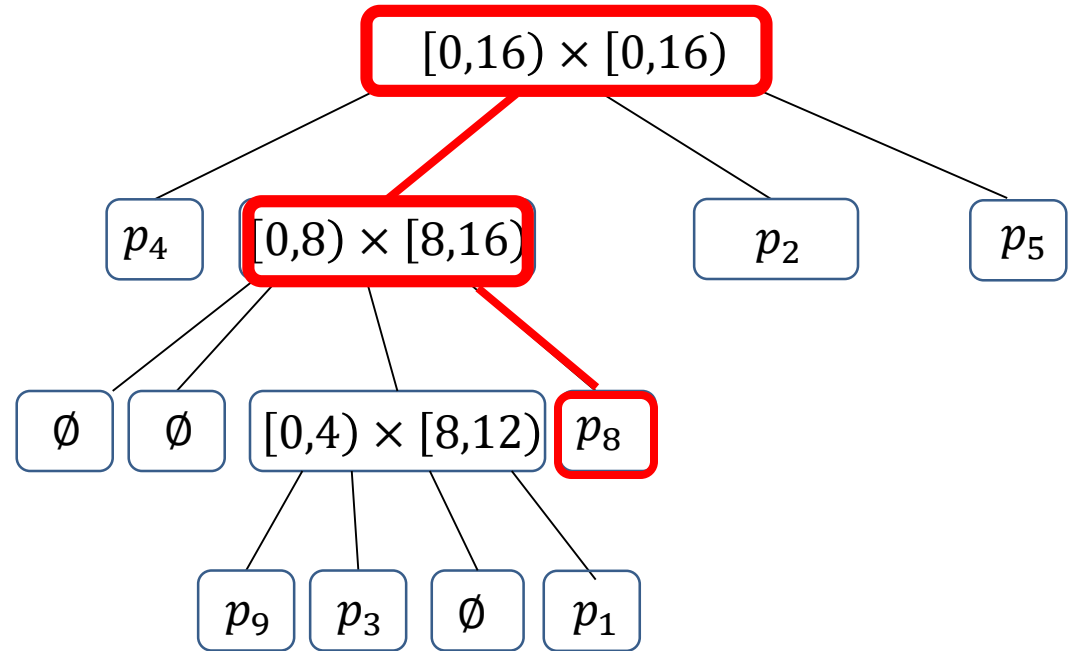 [0,16) × [0,16)
p₄ [0,8) × [8,16) p₂ p₅
∅ ∅ [0,4) × [8,12) p₈
p₉ p₃ ∅ p₁